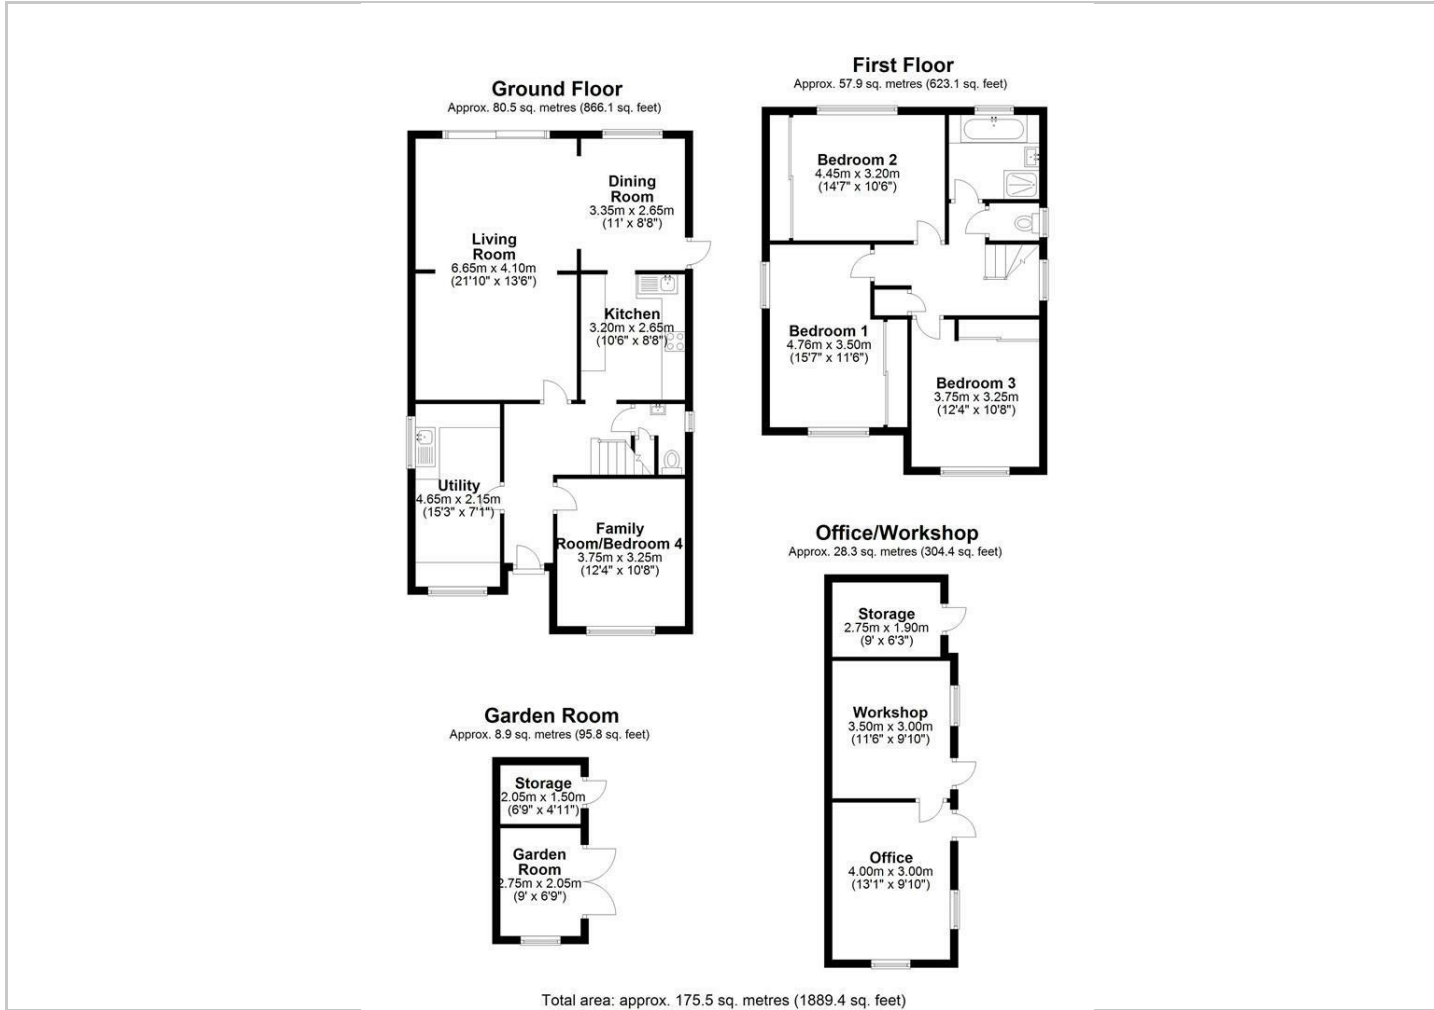 Ground Floor
Approx. 80.5 sq. metres (866.1 sq. feet)
Dining
Room
3.35m x 2.65m
(11' x 8'8")
Living
Room
6.65m x 4.10m
(21'10" x 13'6")
Kitchen
3.20m x 2.65m
(10'6" x 8'8")
Utility
4.65m x 2.15m
(15'3" x 7'1")
Family
Room/Bedroom 4
3.75m x 3.25m
(12'4" x 10'8")
First Floor
Approx. 57.9 sq. metres (623.1 sq. feet)
Bedroom 2
4.45m x 3.20m
(14'7" x 10'6")
Bedroom 1
4.76m x 3.50m
(15'7" x 11'6")
Bedroom 3
3.75m x 3.25m
(12'4" x 10'8")
Garden Room
Approx. 8.9 sq. metres (95.8 sq. feet)
Storage
2.05m x 1.50m
(6'9" x 4'11")
Garden
Room
2.75m x 2.05m
(9' x 6'9")
Office/Workshop
Approx. 28.3 sq. metres (304.4 sq. feet)
Storage
2.75m x 1.90m
(9' x 6'3")
Workshop
3.50m x 3.00m
(11'6" x 9'10")
Office
4.00m x 3.00m
(13'1" x 9'10")
Total area: approx. 175.5 sq. metres (1889.4 sq. feet)